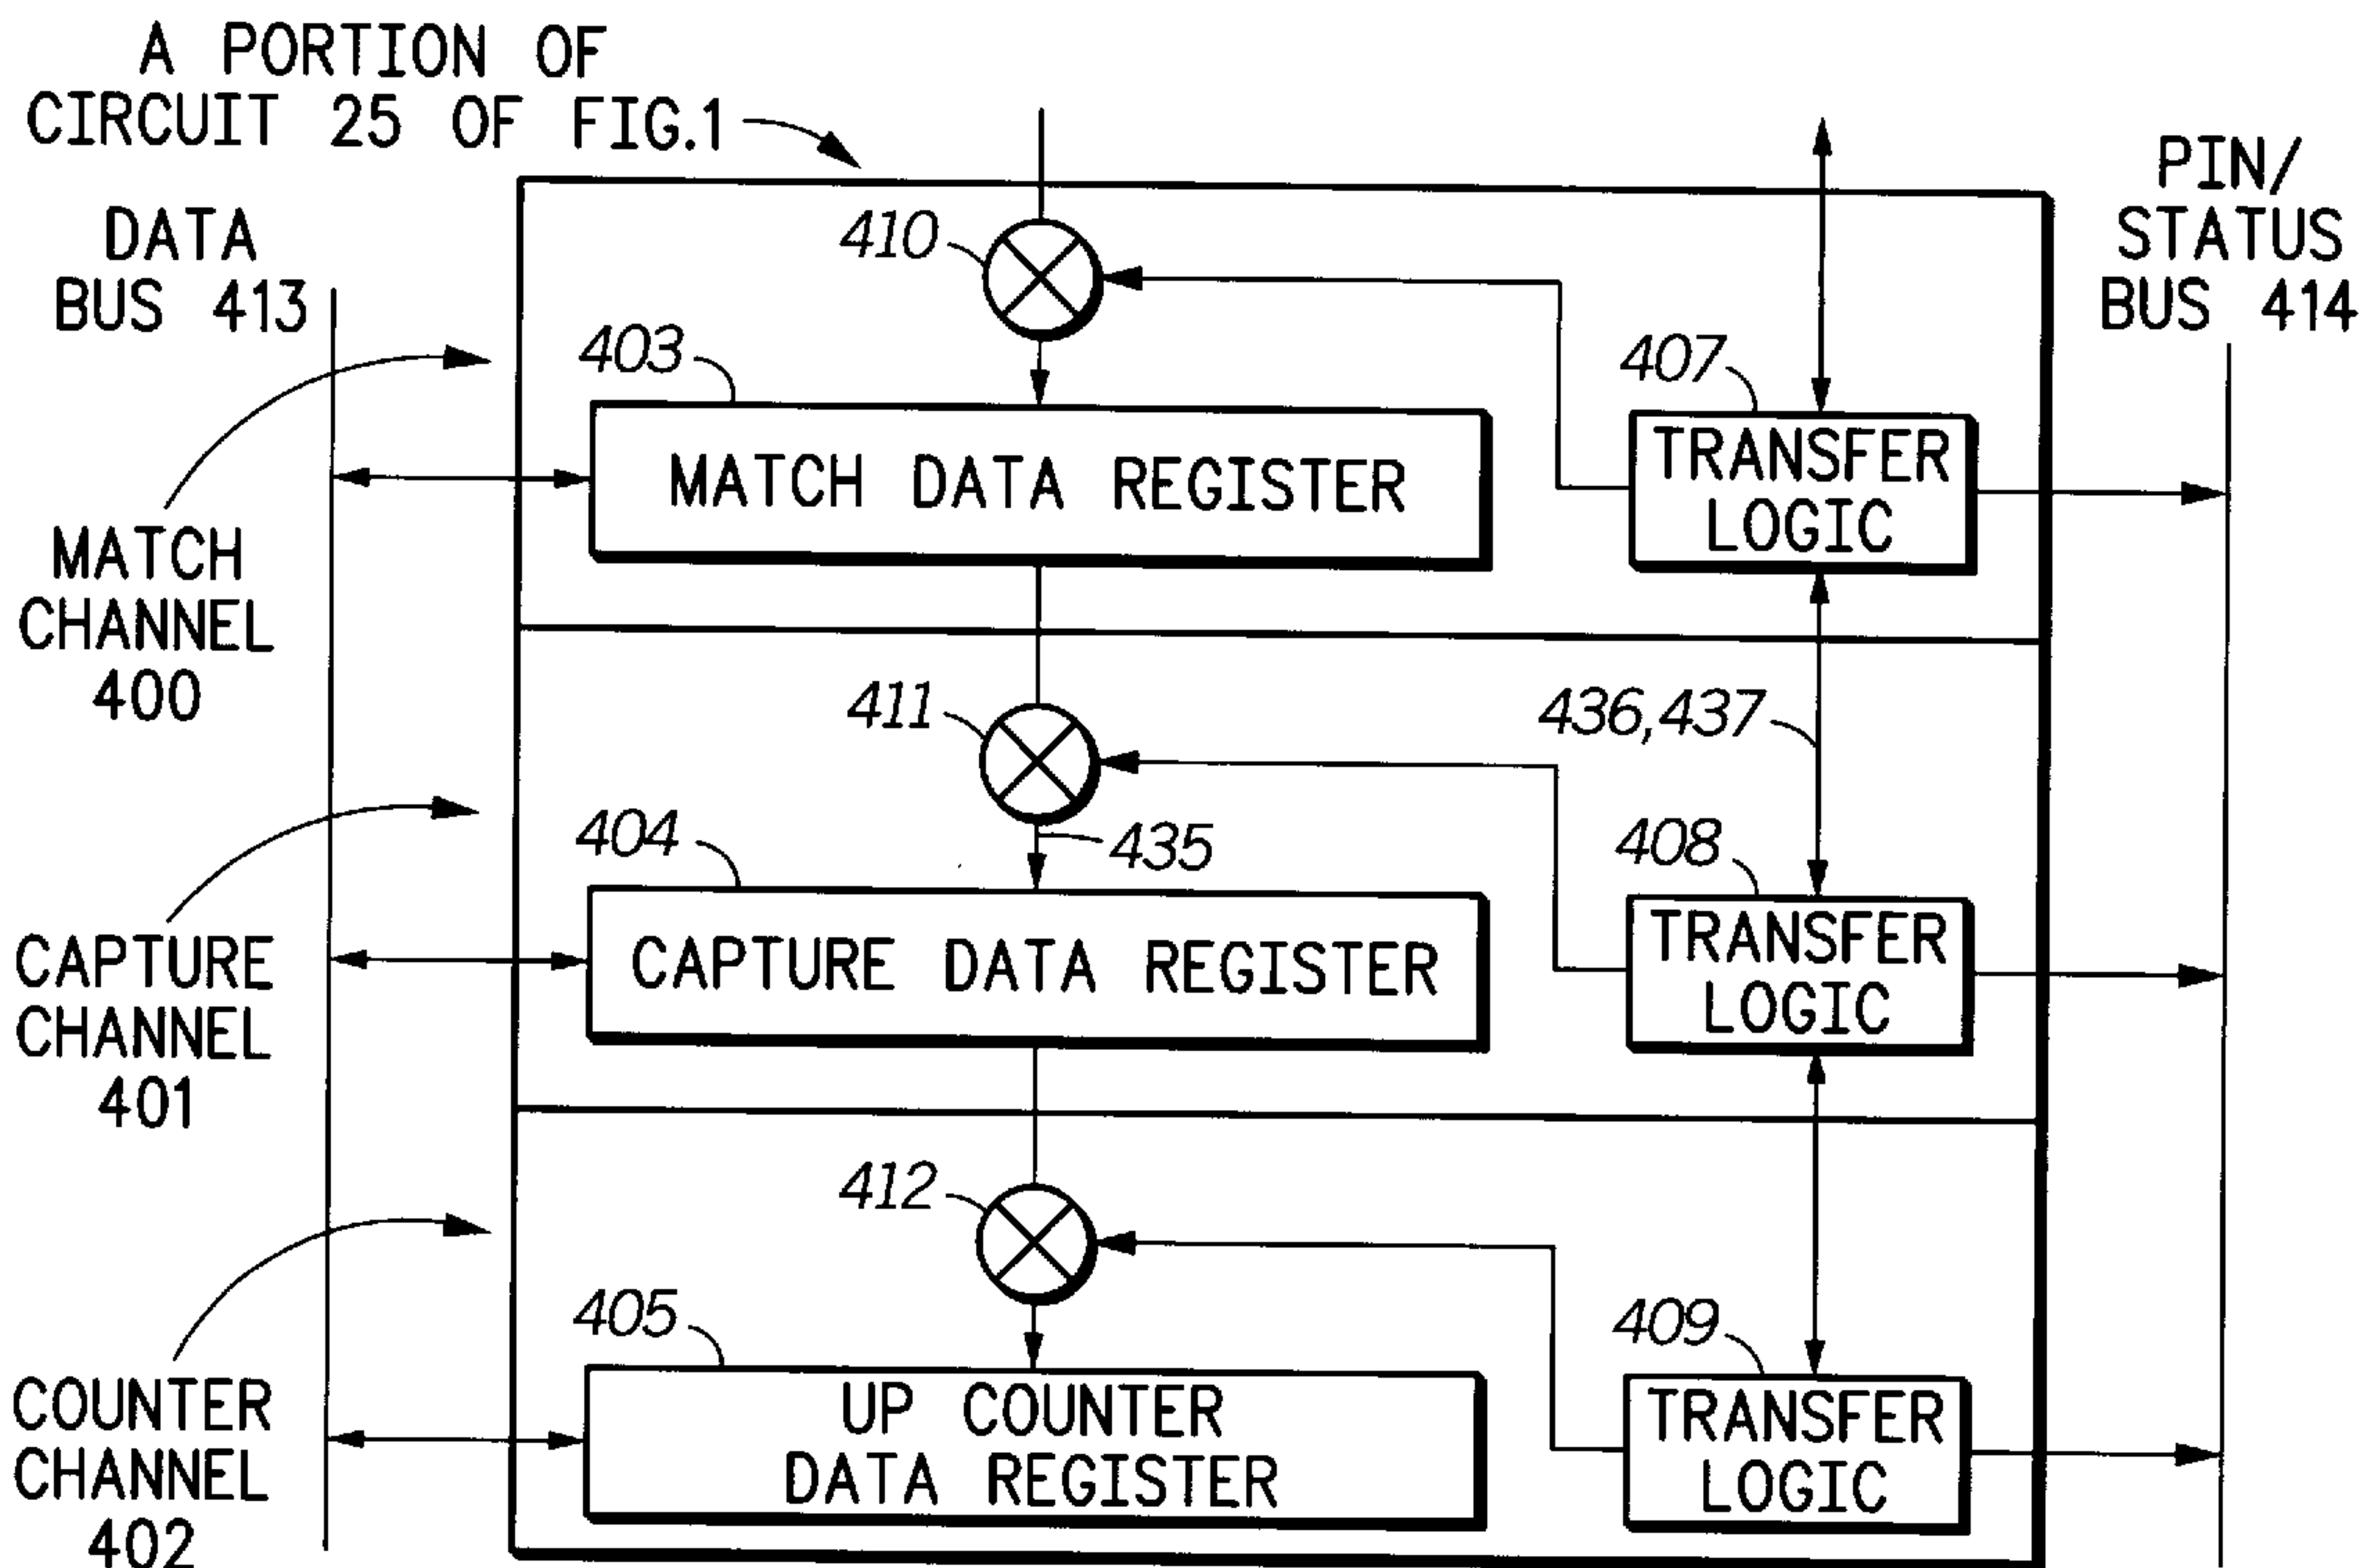 A PORTION OF
CIRCUIT 25 OF FIG.1
DATA
BUS 413
PIN/
STATUS
BUS 414
410
403
407
MATCH DATA REGISTER
TRANSFER
LOGIC
MATCH
CHANNEL
400
411
436,437
404
435
408
CAPTURE DATA REGISTER
TRANSFER
LOGIC
CAPTURE
CHANNEL
401
412
405
409
UP COUNTER
DATA REGISTER
TRANSFER
LOGIC
COUNTER
CHANNEL
402